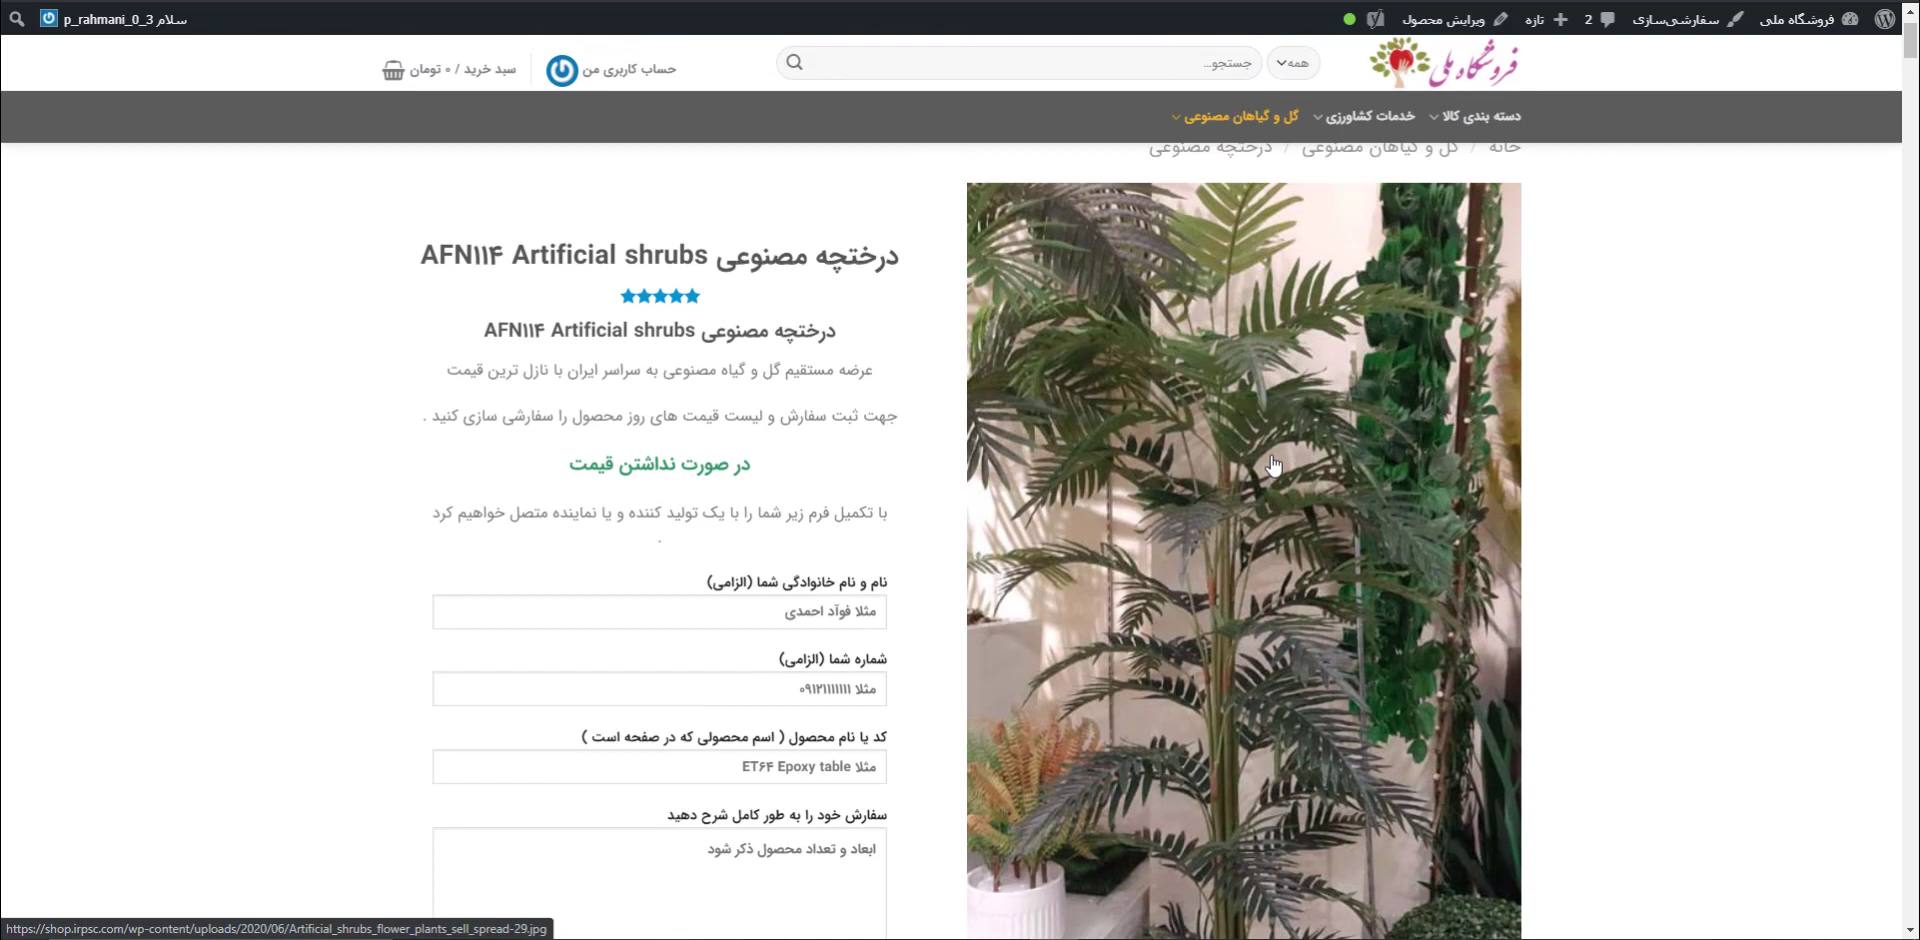 فروشگاه ملی سفارشی‌سازی 2 تازه ویرایش محصول
سلام p_rahmani_0_3
فروشگاه ملی
همه
جستجو...
حساب کاربری من
سبد خرید / ۰ تومان
دسته بندی کالا خدمات کشاورزی گل و گیاهان مصنوعی
خانه / گل و گیاهان مصنوعی / درختچه مصنوعی
درختچه مصنوعی AFN۱۱۴ Artificial shrubs
درختچه مصنوعی AFN۱۱۴ Artificial shrubs
عرضه مستقیم گل و گیاه مصنوعی به سراسر ایران با نازل ترین قیمت
جهت ثبت سفارش و لیست قیمت های روز محصول را سفارشی سازی کنید .
در صورت نداشتن قیمت
با تکمیل فرم زیر شما را با یک تولید کننده و یا نماینده متصل خواهیم کرد
.
نام و نام خانوادگی شما (الزامی)
مثلا فوآد احمدی
شماره شما (الزامی)
مثلا ۰۹۱۲۱۱۱۱۱۱۱
کد یا نام محصول ( اسم محصولی که در صفحه است )
مثلا ET۶۴ Epoxy table
سفارش خود را به طور کامل شرح دهید
ابعاد و تعداد محصول ذکر شود
https://shop.irpsc.com/wp-content/uploads/2020/06/Artificial_shrubs_flower_plants_sell_spread-29.jpg